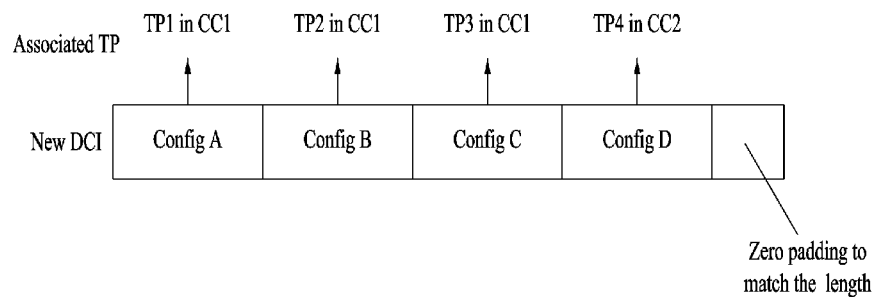 Associated TP
TP1 in CC1
TP2 in CC1
TP3 in CC1
TP4 in CC2
New DCI
Config A
Config B
Config C
Config D
Zero padding to
match the length